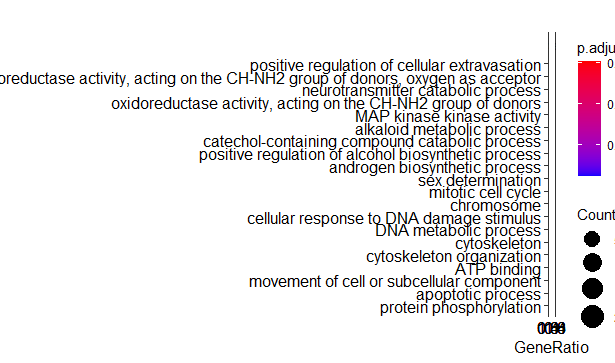 positive regulation of cellular extravasation
oreductase activity, acting on the CH-NH2 group of donors, oxygen as acceptor
neurotransmitter catabolic process
oxidoreductase activity, acting on the CH-NH2 group of donors
MAP kinase kinase activity
alkaloid metabolic process
catechol-containing compound catabolic process
positive regulation of alcohol biosynthetic process
androgen biosynthetic process
sex determination
mitotic cell cycle
chromosome
cellular response to DNA damage stimulus
DNA metabolic process
cytoskeleton
cytoskeleton organization
ATP binding
movement of cell or subcellular component
apoptotic process
protein phosphorylation
GeneRatio
p.adju
0
0
0
Count